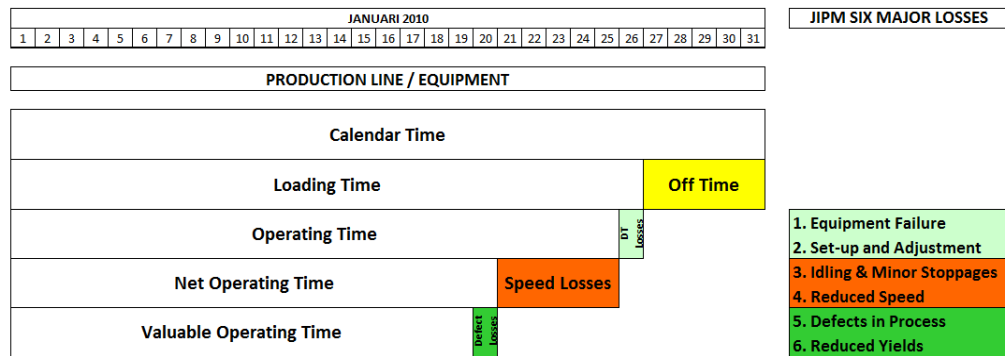 JANUARI 2010
JIPM SIX MAJOR LOSSES
1 2 3 4 5 6 7 8 9 10 11 12 13 14 15 16 17 18 19 20 21 22 23 24 25 26 27 28 29 30 31
PRODUCTION LINE / EQUIPMENT
Calendar Time
Loading Time
Off Time
Operating Time
DT
Losses
1. Equipment Failure
2. Set-up and Adjustment
Net Operating Time
Speed Losses
3. Idling & Minor Stoppages
4. Reduced Speed
Valuable Operating Time
Defect
Losses
5. Defects in Process
6. Reduced Yields